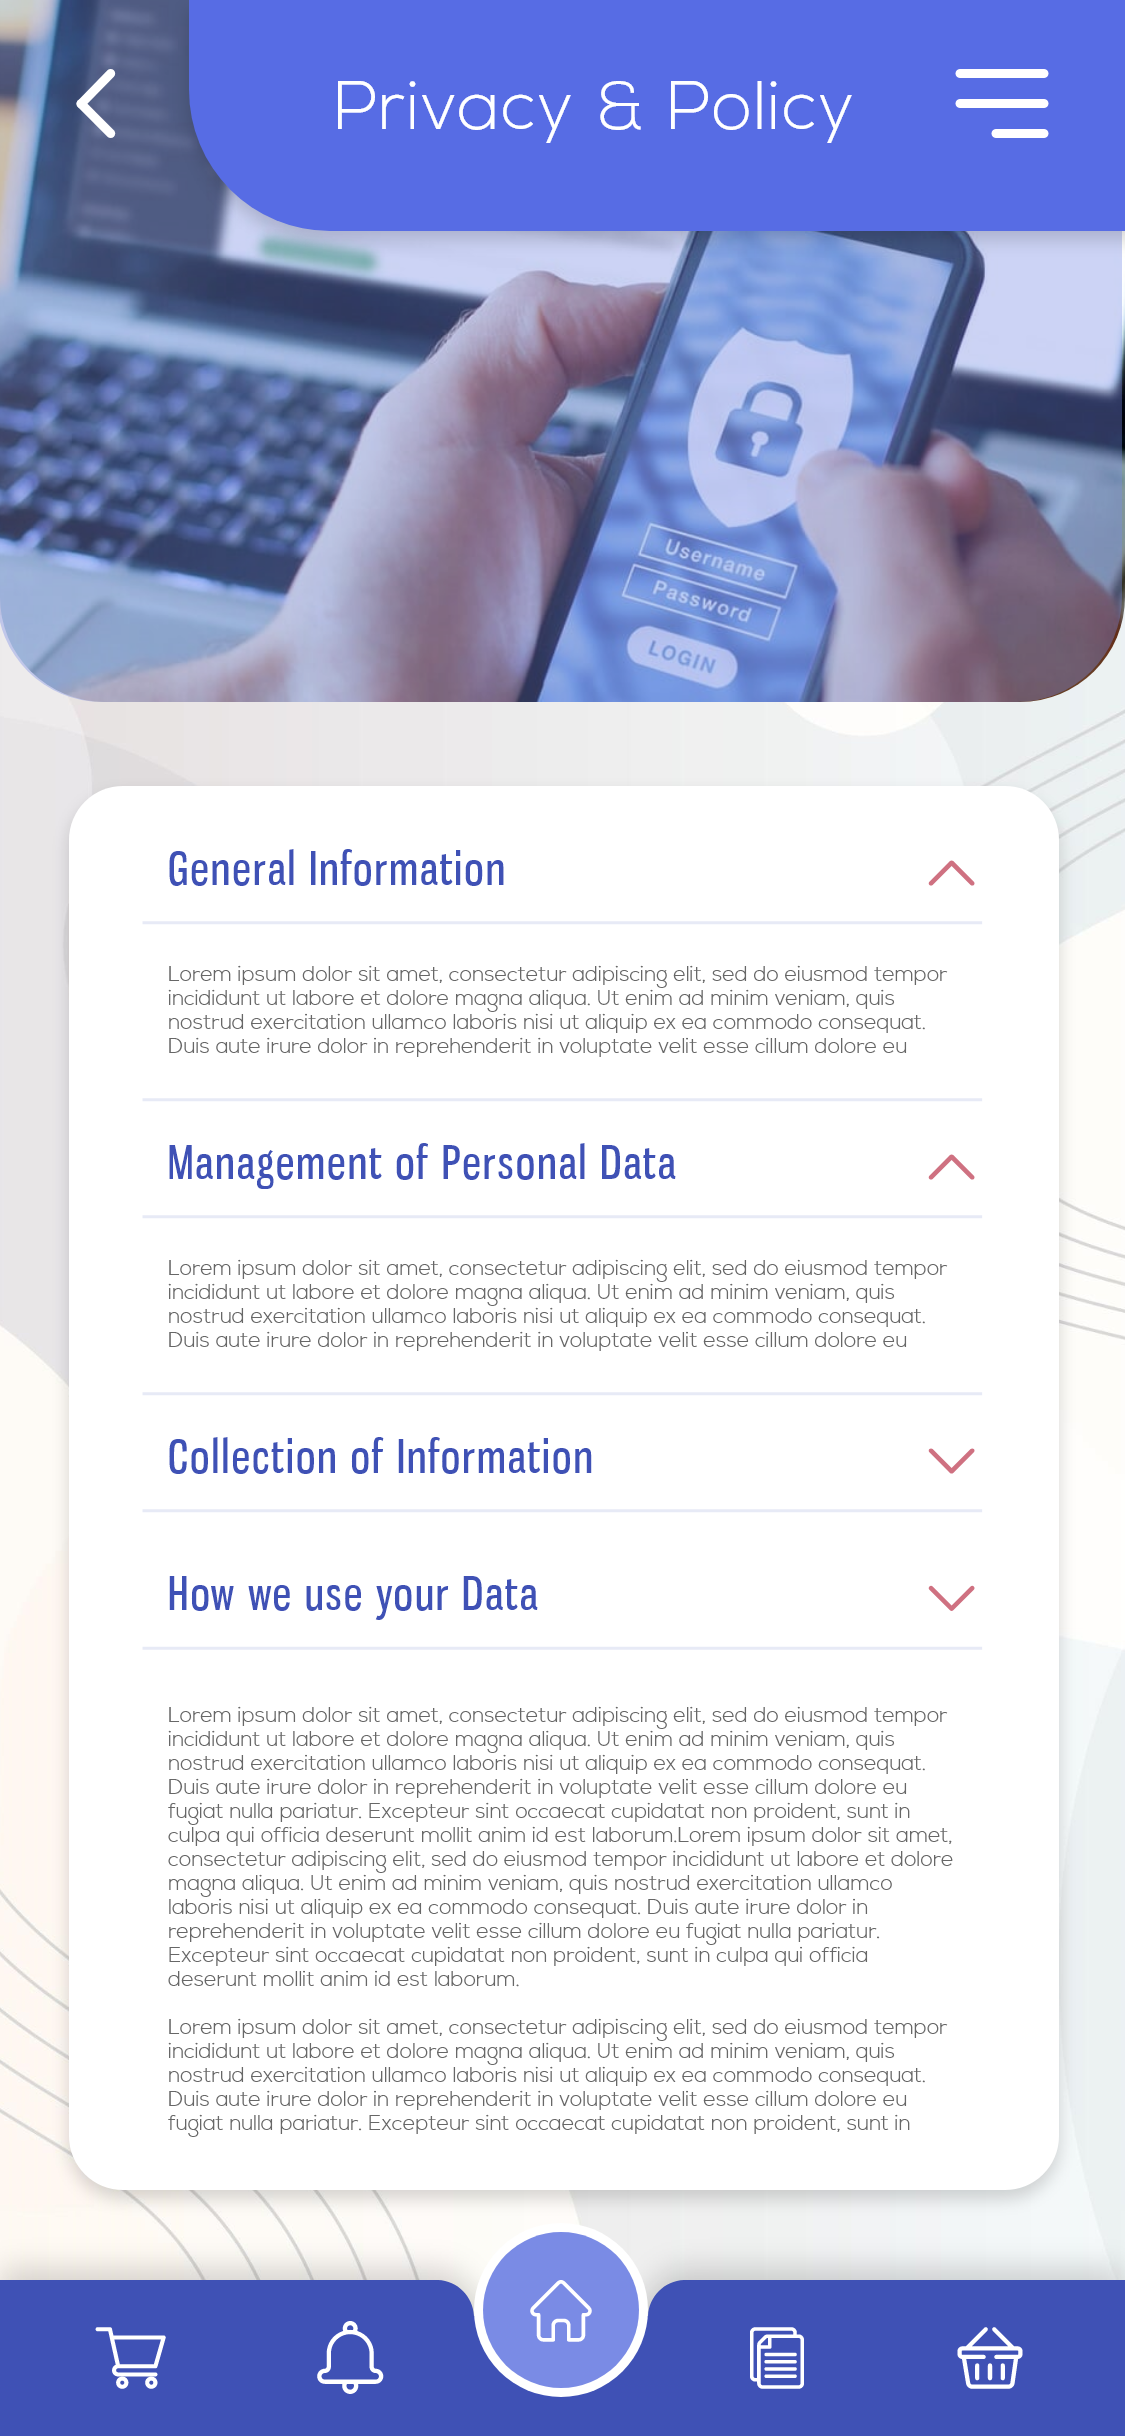 Privacy & Policy
Username
Password
LOGIN
General Information
Lorem ipsum dolor sit amet, consectetur adipiscing elit, sed do eiusmod tempor
incididunt ut labore et dolore magna aliqua. Ut enim ad minim veniam, quis
nostrud exercitation ullamco laboris nisi ut aliquip ex ea commodo consequat.
Duis aute irure dolor in reprehenderit in voluptate velit esse cillum dolore eu
Management of Personal Data
Lorem ipsum dolor sit amet, consectetur adipiscing elit, sed do eiusmod tempor
incididunt ut labore et dolore magna aliqua. Ut enim ad minim veniam, quis
nostrud exercitation ullamco laboris nisi ut aliquip ex ea commodo consequat.
Duis aute irure dolor in reprehenderit in voluptate velit esse cillum dolore eu
Collection of Information
How we use your Data
Lorem ipsum dolor sit amet, consectetur adipiscing elit, sed do eiusmod tempor
incididunt ut labore et dolore magna aliqua. Ut enim ad minim veniam, quis
nostrud exercitation ullamco laboris nisi ut aliquip ex ea commodo consequat.
Duis aute irure dolor in reprehenderit in voluptate velit esse cillum dolore eu
fugiat nulla pariatur. Excepteur sint occaecat cupidatat non proident, sunt in
culpa qui officia deserunt mollit anim id est laborum.Lorem ipsum dolor sit amet,
consectetur adipiscing elit, sed do eiusmod tempor incididunt ut labore et dolore
magna aliqua. Ut enim ad minim veniam, quis nostrud exercitation ullamco
laboris nisi ut aliquip ex ea commodo consequat. Duis aute irure dolor in
reprehenderit in voluptate velit esse cillum dolore eu fugiat nulla pariatur.
Excepteur sint occaecat cupidatat non proident, sunt in culpa qui officia
deserunt mollit anim id est laborum.
Lorem ipsum dolor sit amet, consectetur adipiscing elit, sed do eiusmod tempor
incididunt ut labore et dolore magna aliqua. Ut enim ad minim veniam, quis
nostrud exercitation ullamco laboris nisi ut aliquip ex ea commodo consequat.
Duis aute irure dolor in reprehenderit in voluptate velit esse cillum dolore eu
fugiat nulla pariatur. Excepteur sint occaecat cupidatat non proident, sunt in